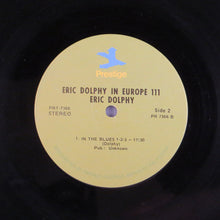 Prestige
ERIC DOLPHY IN EUROPE 111
ERIC DOLPHY
PRST-7366
STEREO
Side 2
PR 7366 B
1. IN THE BLUES 1-2-3 - 17:30
(Dolphy)
Pub.: Unknown